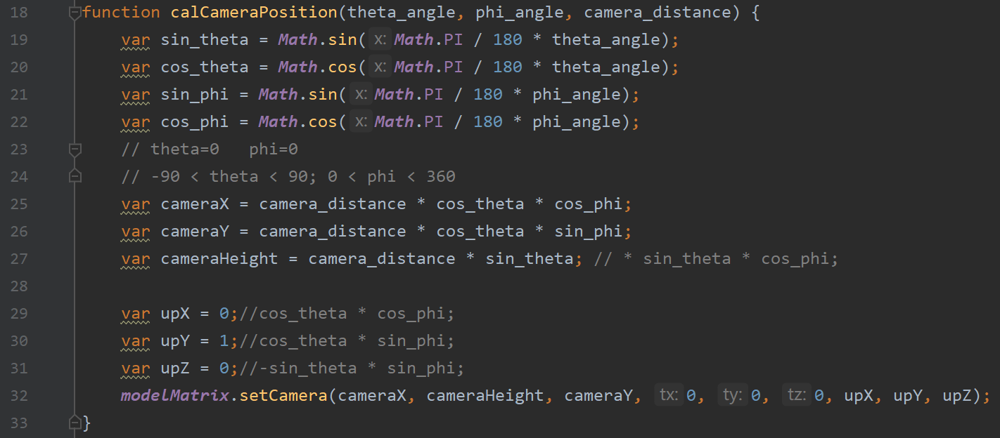 18 function calCameraPosition(theta_angle, phi_angle, camera_distance) {
19     var sin_theta = Math.sin( x: Math.PI / 180 * theta_angle);
20     var cos_theta = Math.cos( x: Math.PI / 180 * theta_angle);
21     var sin_phi = Math.sin( x: Math.PI / 180 * phi_angle);
22     var cos_phi = Math.cos( x: Math.PI / 180 * phi_angle);
23     // theta=0   phi=0
24     // -90 < theta < 90; 0 < phi < 360
25     var cameraX = camera_distance * cos_theta * cos_phi;
26     var cameraY = camera_distance * cos_theta * sin_phi;
27     var cameraHeight = camera_distance * sin_theta; // * sin_theta * cos_phi;
28
29     var upX = 0;//cos_theta * cos_phi;
30     var upY = 1;//cos_theta * sin_phi;
31     var upZ = 0;//-sin_theta * sin_phi;
32     modelMatrix.setCamera(cameraX, cameraHeight, cameraY, tx: 0, ty: 0, tz: 0, upX, upY, upZ);
33 }